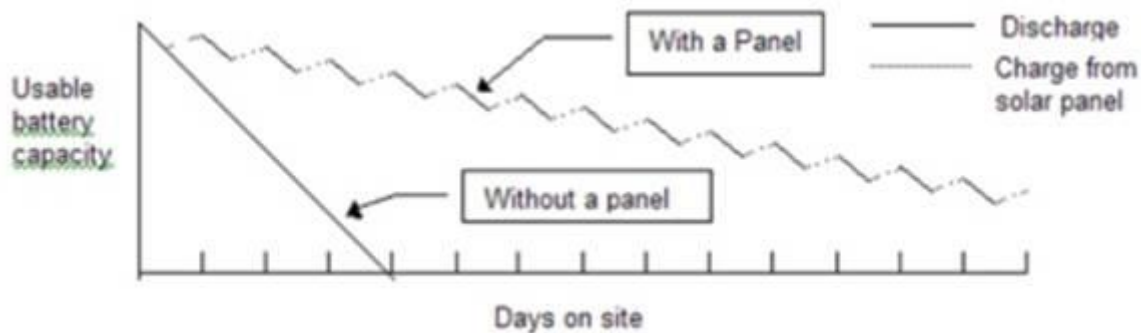 With a Panel
Discharge
Charge from
solar panel
Usable
battery
capacity
Without a panel
Days on site